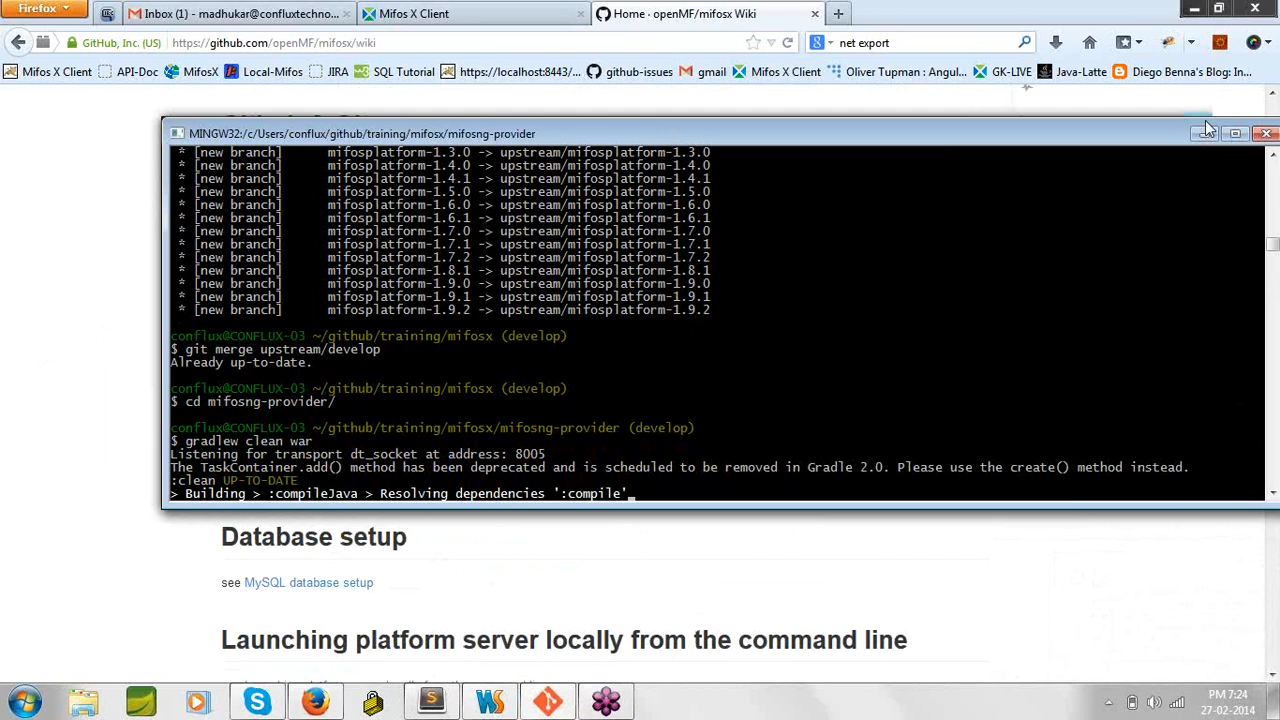 Firefox
Inbox (1) - madhukar@confluxtechno...
Mifos X Client
Home · openMF/mifosx Wiki
GitHub, Inc. (US)
https://github.com/openMF/mifosx/wiki
net export
Mifos X Client
API-Doc
MifosX
Local-Mifos
JIRA
SQL Tutorial
https://localhost:8443/...
github-issues
gmail
Mifos X Client
Oliver Tupman : Angul...
GK-LIVE
Java-Latte
Diego Benna's Blog: In...
MINGW32:/c/Users/conflux/github/training/mifosx/mifosng-provider
* [new branch] mifosplatform-1.3.0 -> upstream/mifosplatform-1.3.0
* [new branch] mifosplatform-1.4.0 -> upstream/mifosplatform-1.4.0
* [new branch] mifosplatform-1.4.1 -> upstream/mifosplatform-1.4.1
* [new branch] mifosplatform-1.5.0 -> upstream/mifosplatform-1.5.0
* [new branch] mifosplatform-1.6.0 -> upstream/mifosplatform-1.6.0
* [new branch] mifosplatform-1.6.1 -> upstream/mifosplatform-1.6.1
* [new branch] mifosplatform-1.7.0 -> upstream/mifosplatform-1.7.0
* [new branch] mifosplatform-1.7.1 -> upstream/mifosplatform-1.7.1
* [new branch] mifosplatform-1.7.2 -> upstream/mifosplatform-1.7.2
* [new branch] mifosplatform-1.8.1 -> upstream/mifosplatform-1.8.1
* [new branch] mifosplatform-1.9.0 -> upstream/mifosplatform-1.9.0
* [new branch] mifosplatform-1.9.1 -> upstream/mifosplatform-1.9.1
* [new branch] mifosplatform-1.9.2 -> upstream/mifosplatform-1.9.2
conflux@CONFLUX-03 ~/github/training/mifosx (develop)
$ git merge upstream/develop
Already up-to-date.
conflux@CONFLUX-03 ~/github/training/mifosx (develop)
$ cd mifosng-provider/
conflux@CONFLUX-03 ~/github/training/mifosx/mifosng-provider (develop)
$ gradlew clean war
Listening for transport dt_socket at address: 8005
The TaskContainer.add() method has been deprecated and is scheduled to be removed in Gradle 2.0. Please use the create() method instead.
:clean UP-TO-DATE
> Building > :compileJava > Resolving dependencies ':compile'
Database setup
see MySQL database setup
Launching platform server locally from the command line
PM 7:24
27-02-2014